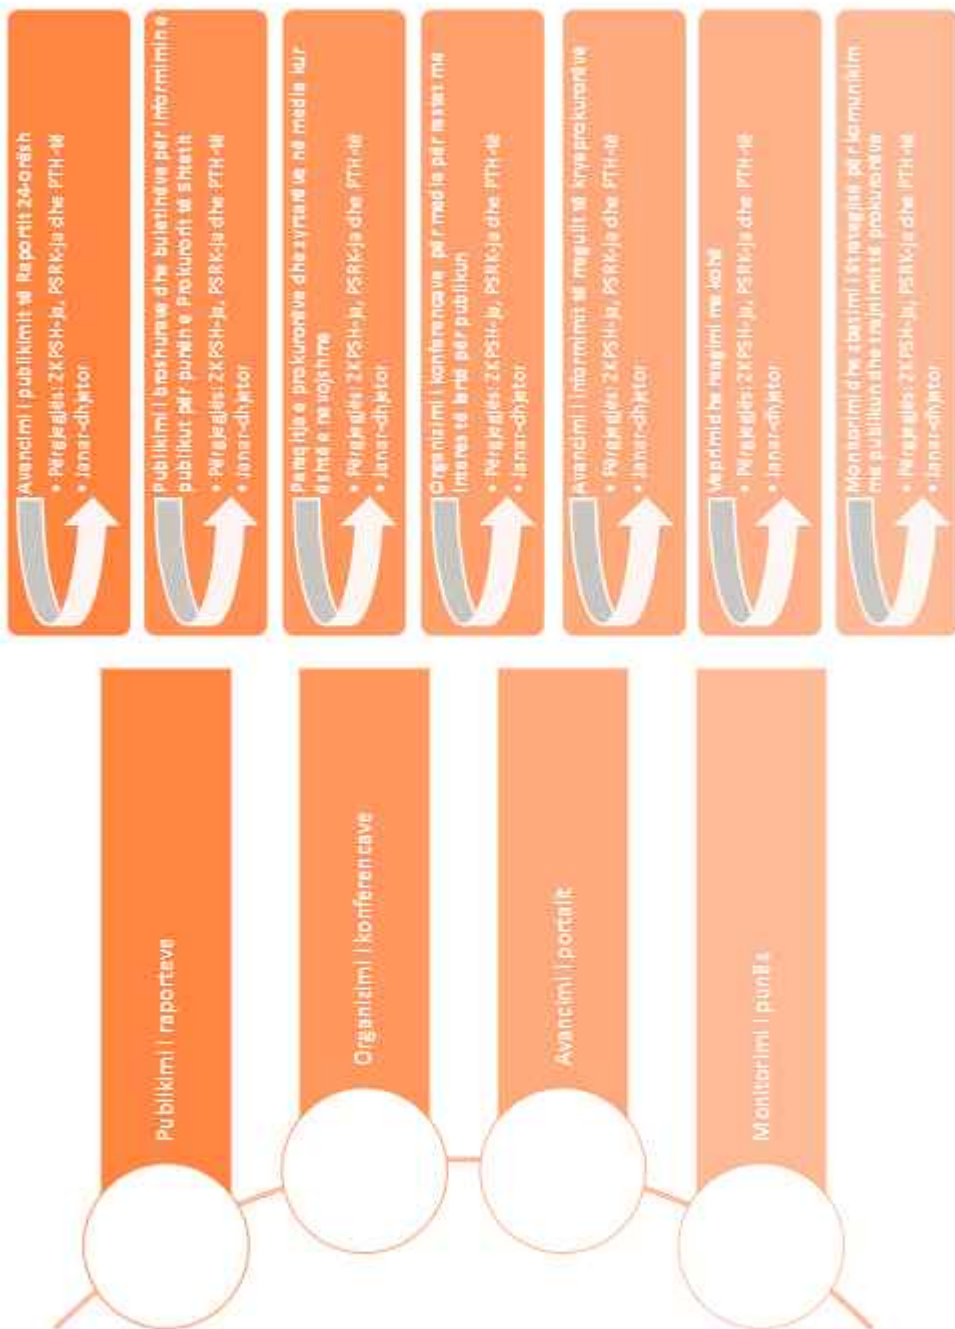 Publikimi i raporteve
Organizimi i konferencave
Avancimi i portalit
Monitorimi i punës
Avancimi i publikimit të Raportit 24-orësh
• Përgjegjës ZKPSH-ja, PSRK-ja dhe PTH-të
• Janar-dhjetor
Publikimi i broshurave dhe buletinëve për informimin e
publikut për punën e Prokurorit të Shtetit
• Përgjegjës ZKPSH-ja, PSRK-ja dhe PTH-të
• Janar-dhjetor
Paraqitja e prokurorëve dhe zyrtarëve në media kur
është e nevojshme
• Përgjegjës ZKPSH-ja, PSRK-ja dhe PTH-të
• Janar-dhjetor
Organizimi i konferencave për media për rastet me
interes të lartë për publikun
• Përgjegjës ZKPSH-ja, PSRK-ja dhe PTH-të
• Janar-dhjetor
Avancimi i informimit të rregullt të kryeprokurorëve
• Përgjegjës ZKPSH-ja, PSRK-ja dhe PTH-të
• Janar-dhjetor
Veprimi dhe reagimi me kohë
• Përgjegjës ZKPSH-ja, PSRK-ja dhe PTH-të
• Janar-dhjetor
Monitorimi dhe zbatimi i Strategjisë për komunikim
me publikun dhe trajnimit të prokurorëve
• Përgjegjës ZKPSH-ja, PSRK-ja dhe PTH-të
• Janar-dhjetor